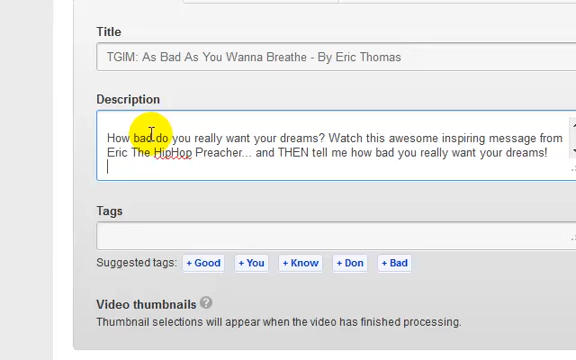 Title
TGIM: As Bad As You Wanna Breathe - By Eric Thomas
Description
How bad do you really want your dreams? Watch this awesome inspiring message from
Eric The HipHop Preacher... and THEN tell me how bad you really want your dreams!
Tags
Suggested tags: + Good + You + Know + Don + Bad
Video thumbnails ?
Thumbnail selections will appear when the video has finished processing.